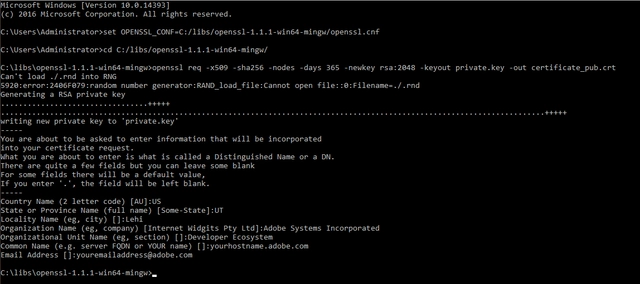 Microsoft Windows [Version 10.0.14393]
(c) 2016 Microsoft Corporation. All rights reserved.
C:\Users\Administrator>set OPENSSL_CONF=C:/libs/openssl-1.1.1-win64-mingw/openssl.cnf
C:\Users\Administrator>cd C:/libs/openssl-1.1.1-win64-mingw/
C:\libs\openssl-1.1.1-win64-mingw>openssl req -x509 -sha256 -nodes -days 365 -newkey rsa:2048 -keyout private.key -out certificate_pub.crt
Can't load ./.rnd into RNG
5920:error:2406F079:random number generator:RAND_load_file:Cannot open file::0:Filename=./.rnd
Generating a RSA private key
.................................+++++
..........................................................................................................................+++++
writing new private key to 'private.key'
-----
You are about to be asked to enter information that will be incorporated
into your certificate request.
What you are about to enter is what is called a Distinguished Name or a DN.
There are quite a few fields but you can leave some blank
For some fields there will be a default value,
If you enter '.', the field will be left blank.
-----
Country Name (2 letter code) [AU]:US
State or Province Name (full name) [Some-State]:UT
Locality Name (eg, city) []:Lehi
Organization Name (eg, company) [Internet Widgits Pty Ltd]:Adobe Systems Incorporated
Organizational Unit Name (eg, section) []:Developer Ecosystem
Common Name (e.g. server FQDN or YOUR name) []:yourhostname.adobe.com
Email Address []:youremailaddress@adobe.com
C:\libs\openssl-1.1.1-win64-mingw>